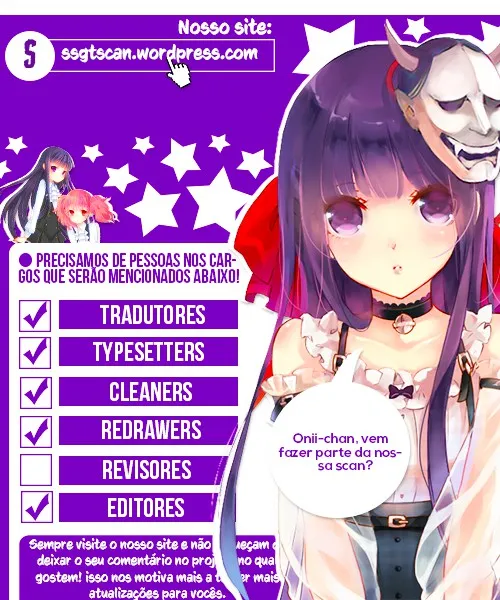 Nosso site:
$
ssgtscan.wordpress.com
● PRECISAMOS DE PESSOAS NOS CAR-
GOS QUE SERÃO MENCIONADOS ABAIXO!
TRADUTORES
TYPESETTERS
CLEANERS
REDRAWERS
REVISORES
EDITORES
Onii-chan, vem
fazer parte da nos-
sa scan?
Sempre visite o nosso site e não
deixar o seu comentário no
gostem! isso nos motiva mais a mais
atualizações para vocês.